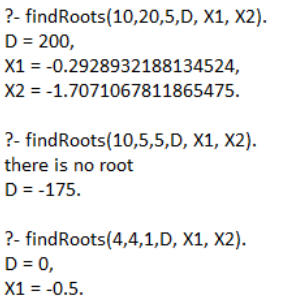 ?- findRoots(10,20,5,D, X1, X2).
D = 200,
X1 = -0.2928932188134524,
X2 = -1.7071067811865475.
?- findRoots(10,5,5,D, X1, X2).
there is no root
D = -175.
?- findRoots(4,4,1,D, X1, X2).
D = 0,
X1 = -0.5.